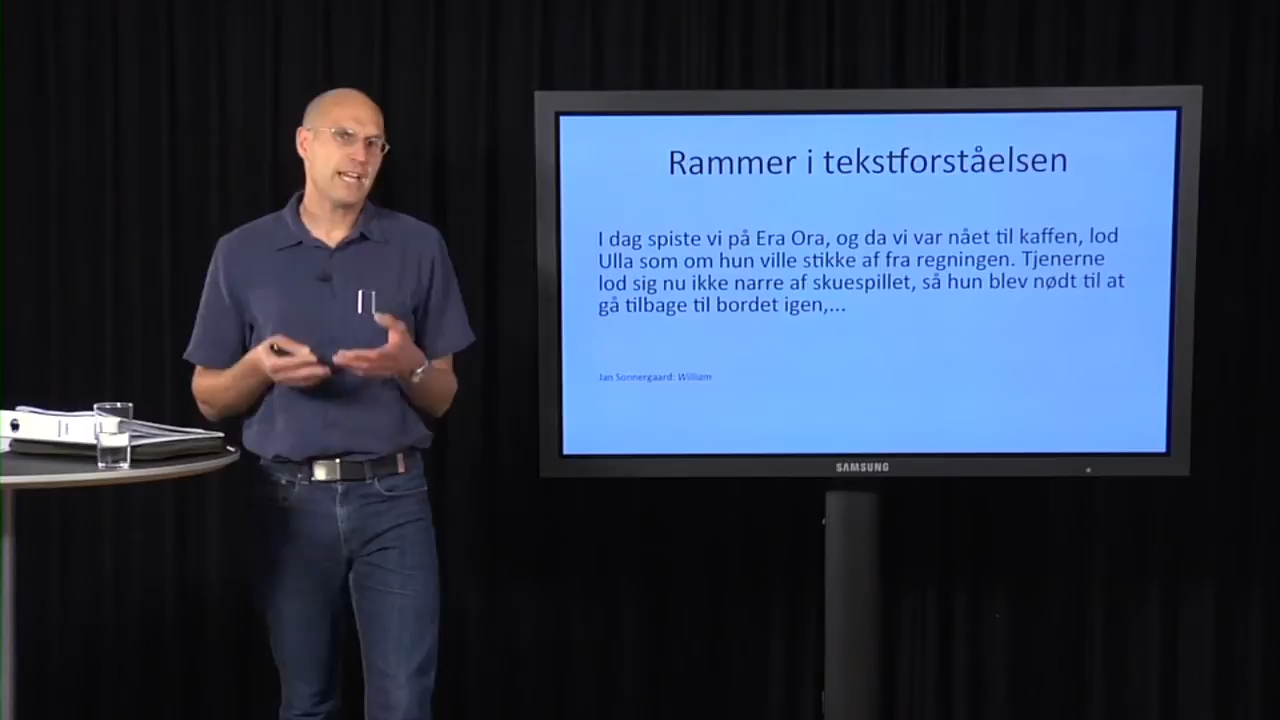 Rammer i tekstforståelsen
I dag spiste vi på Era Ora, og da vi var nået til kaffen, lod
Ulla som om hun ville stikke af fra regningen. Tjenerne
lod sig nu ikke narre af skuespillet, så hun blev nødt til at
gå tilbage til bordet igen,...
Jan Sonnergaard: William
SAMSUNG